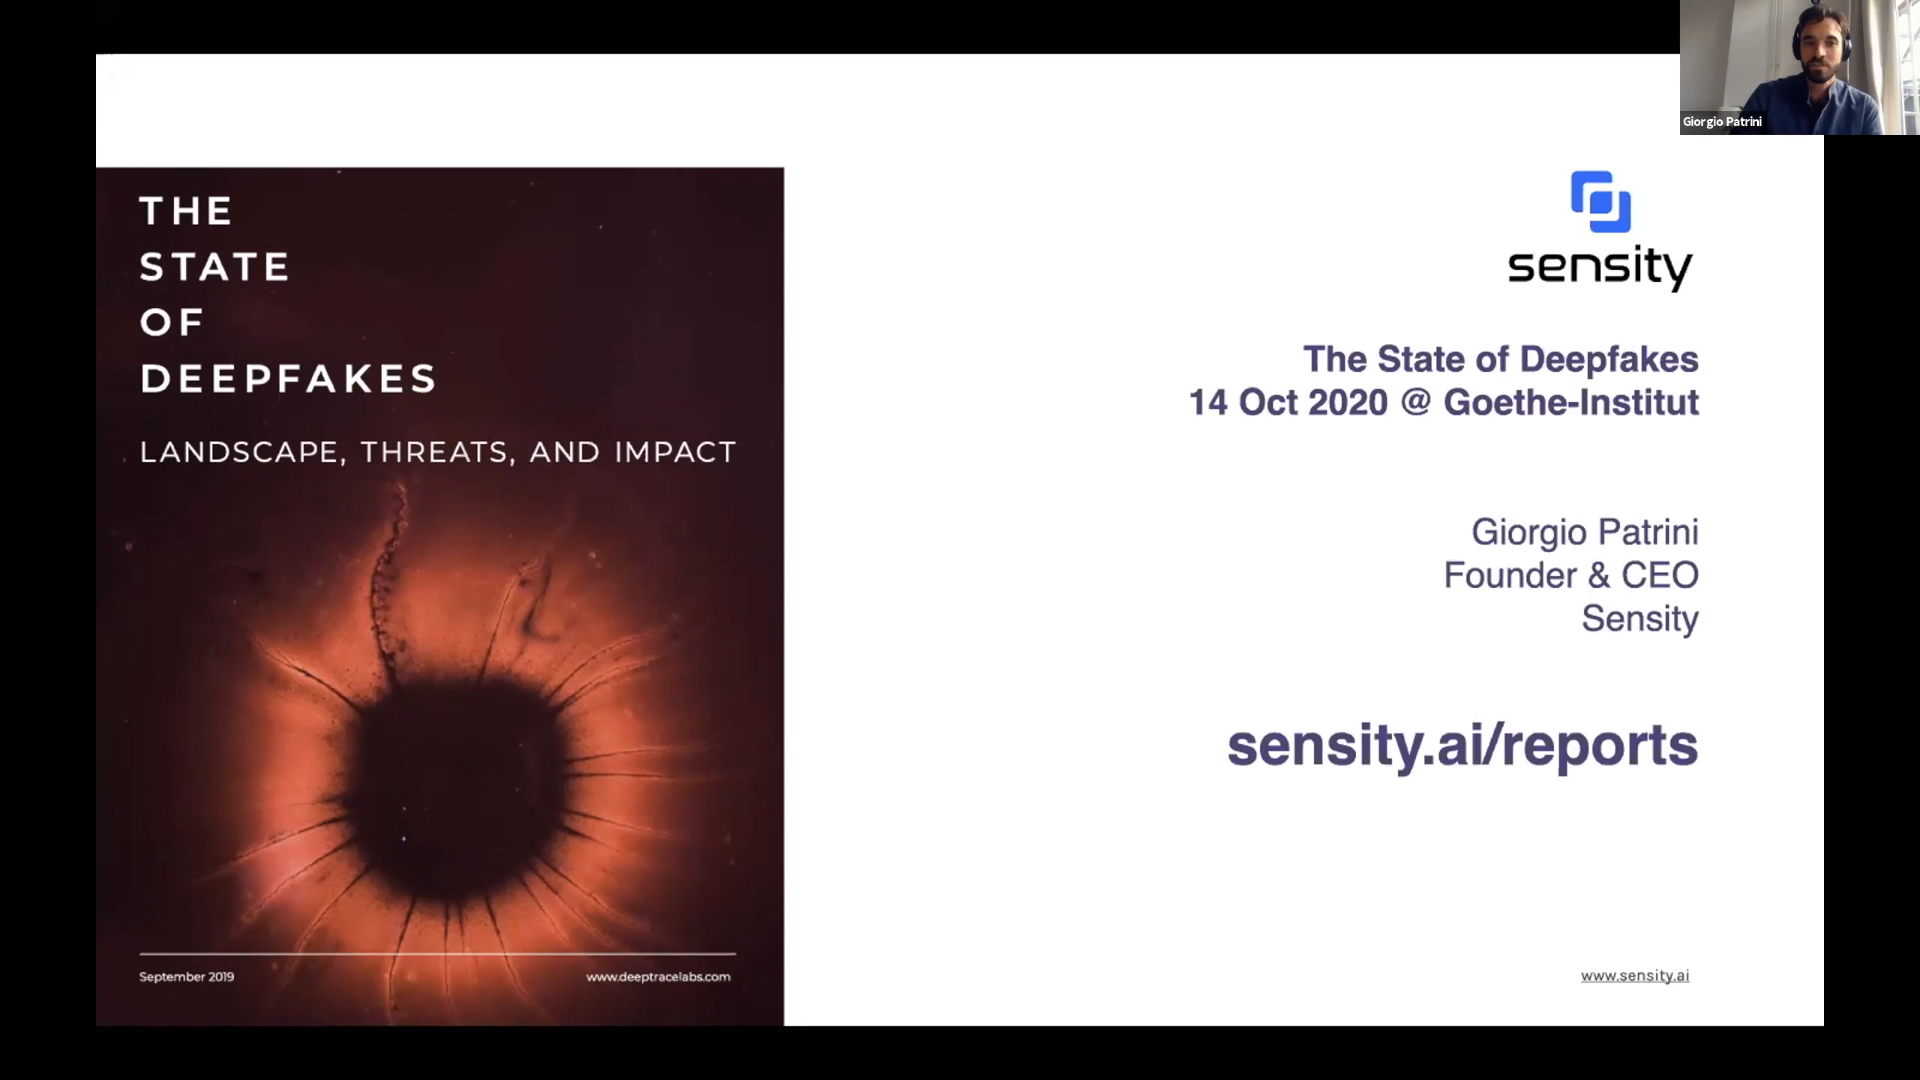 Giorgio Patrini
THE
STATE
OF
DEEPFAKES
LANDSCAPE, THREATS, AND IMPACT
September 2019
www.deeptracelabs.com
sensity
The State of Deepfakes
14 Oct 2020 @ Goethe-Institut
Giorgio Patrini
Founder & CEO
Sensity
sensity.ai/reports
www.sensity.ai